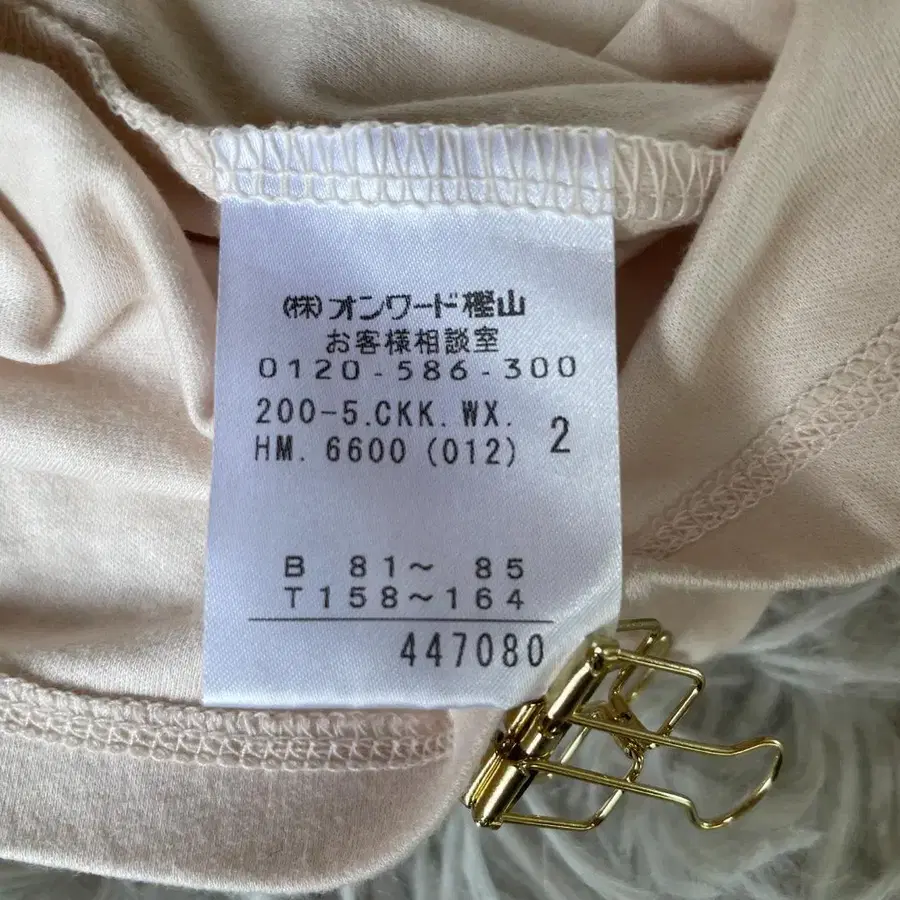 (株)オンワード樫山
お客様相談室
0120-586-300
200-5.CKK.WX.
HM. 6600 (012) 2
B 81～ 85
T158～164
447080